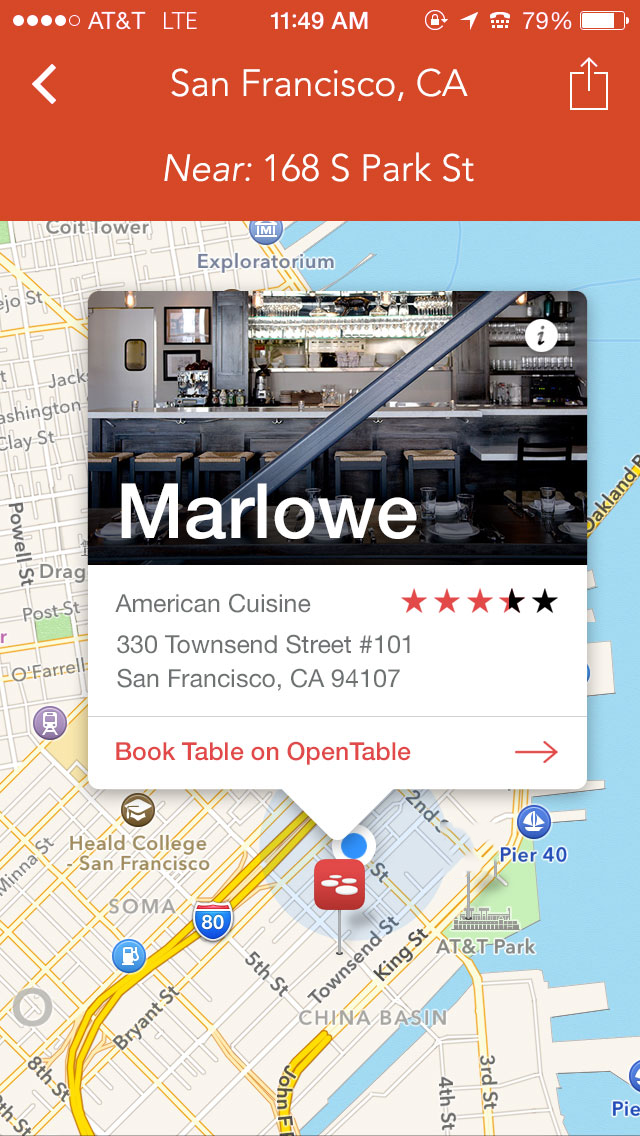 AT&T LTE 11:49 AM 79%
San Francisco, CA
Near: 168 S Park St
Coit Tower
Exploratorium
ejo St
Jack
ashington
Clay St
Oakland B
Marlowe
Powell St
Drag
Post St
American Cuisine
330 Townsend Street #101
San Francisco, CA 94107
r
O'Farrell
Book Table on OpenTable
2nd St
Heald College
- San Francisco
Pier 40
Minna St
SOMA
80
St
Townsend St
King St
AT&T Park
5th St
CHINA BASIN
Bryant St
8th St
9th St
John F
4th St
3rd St
Pie